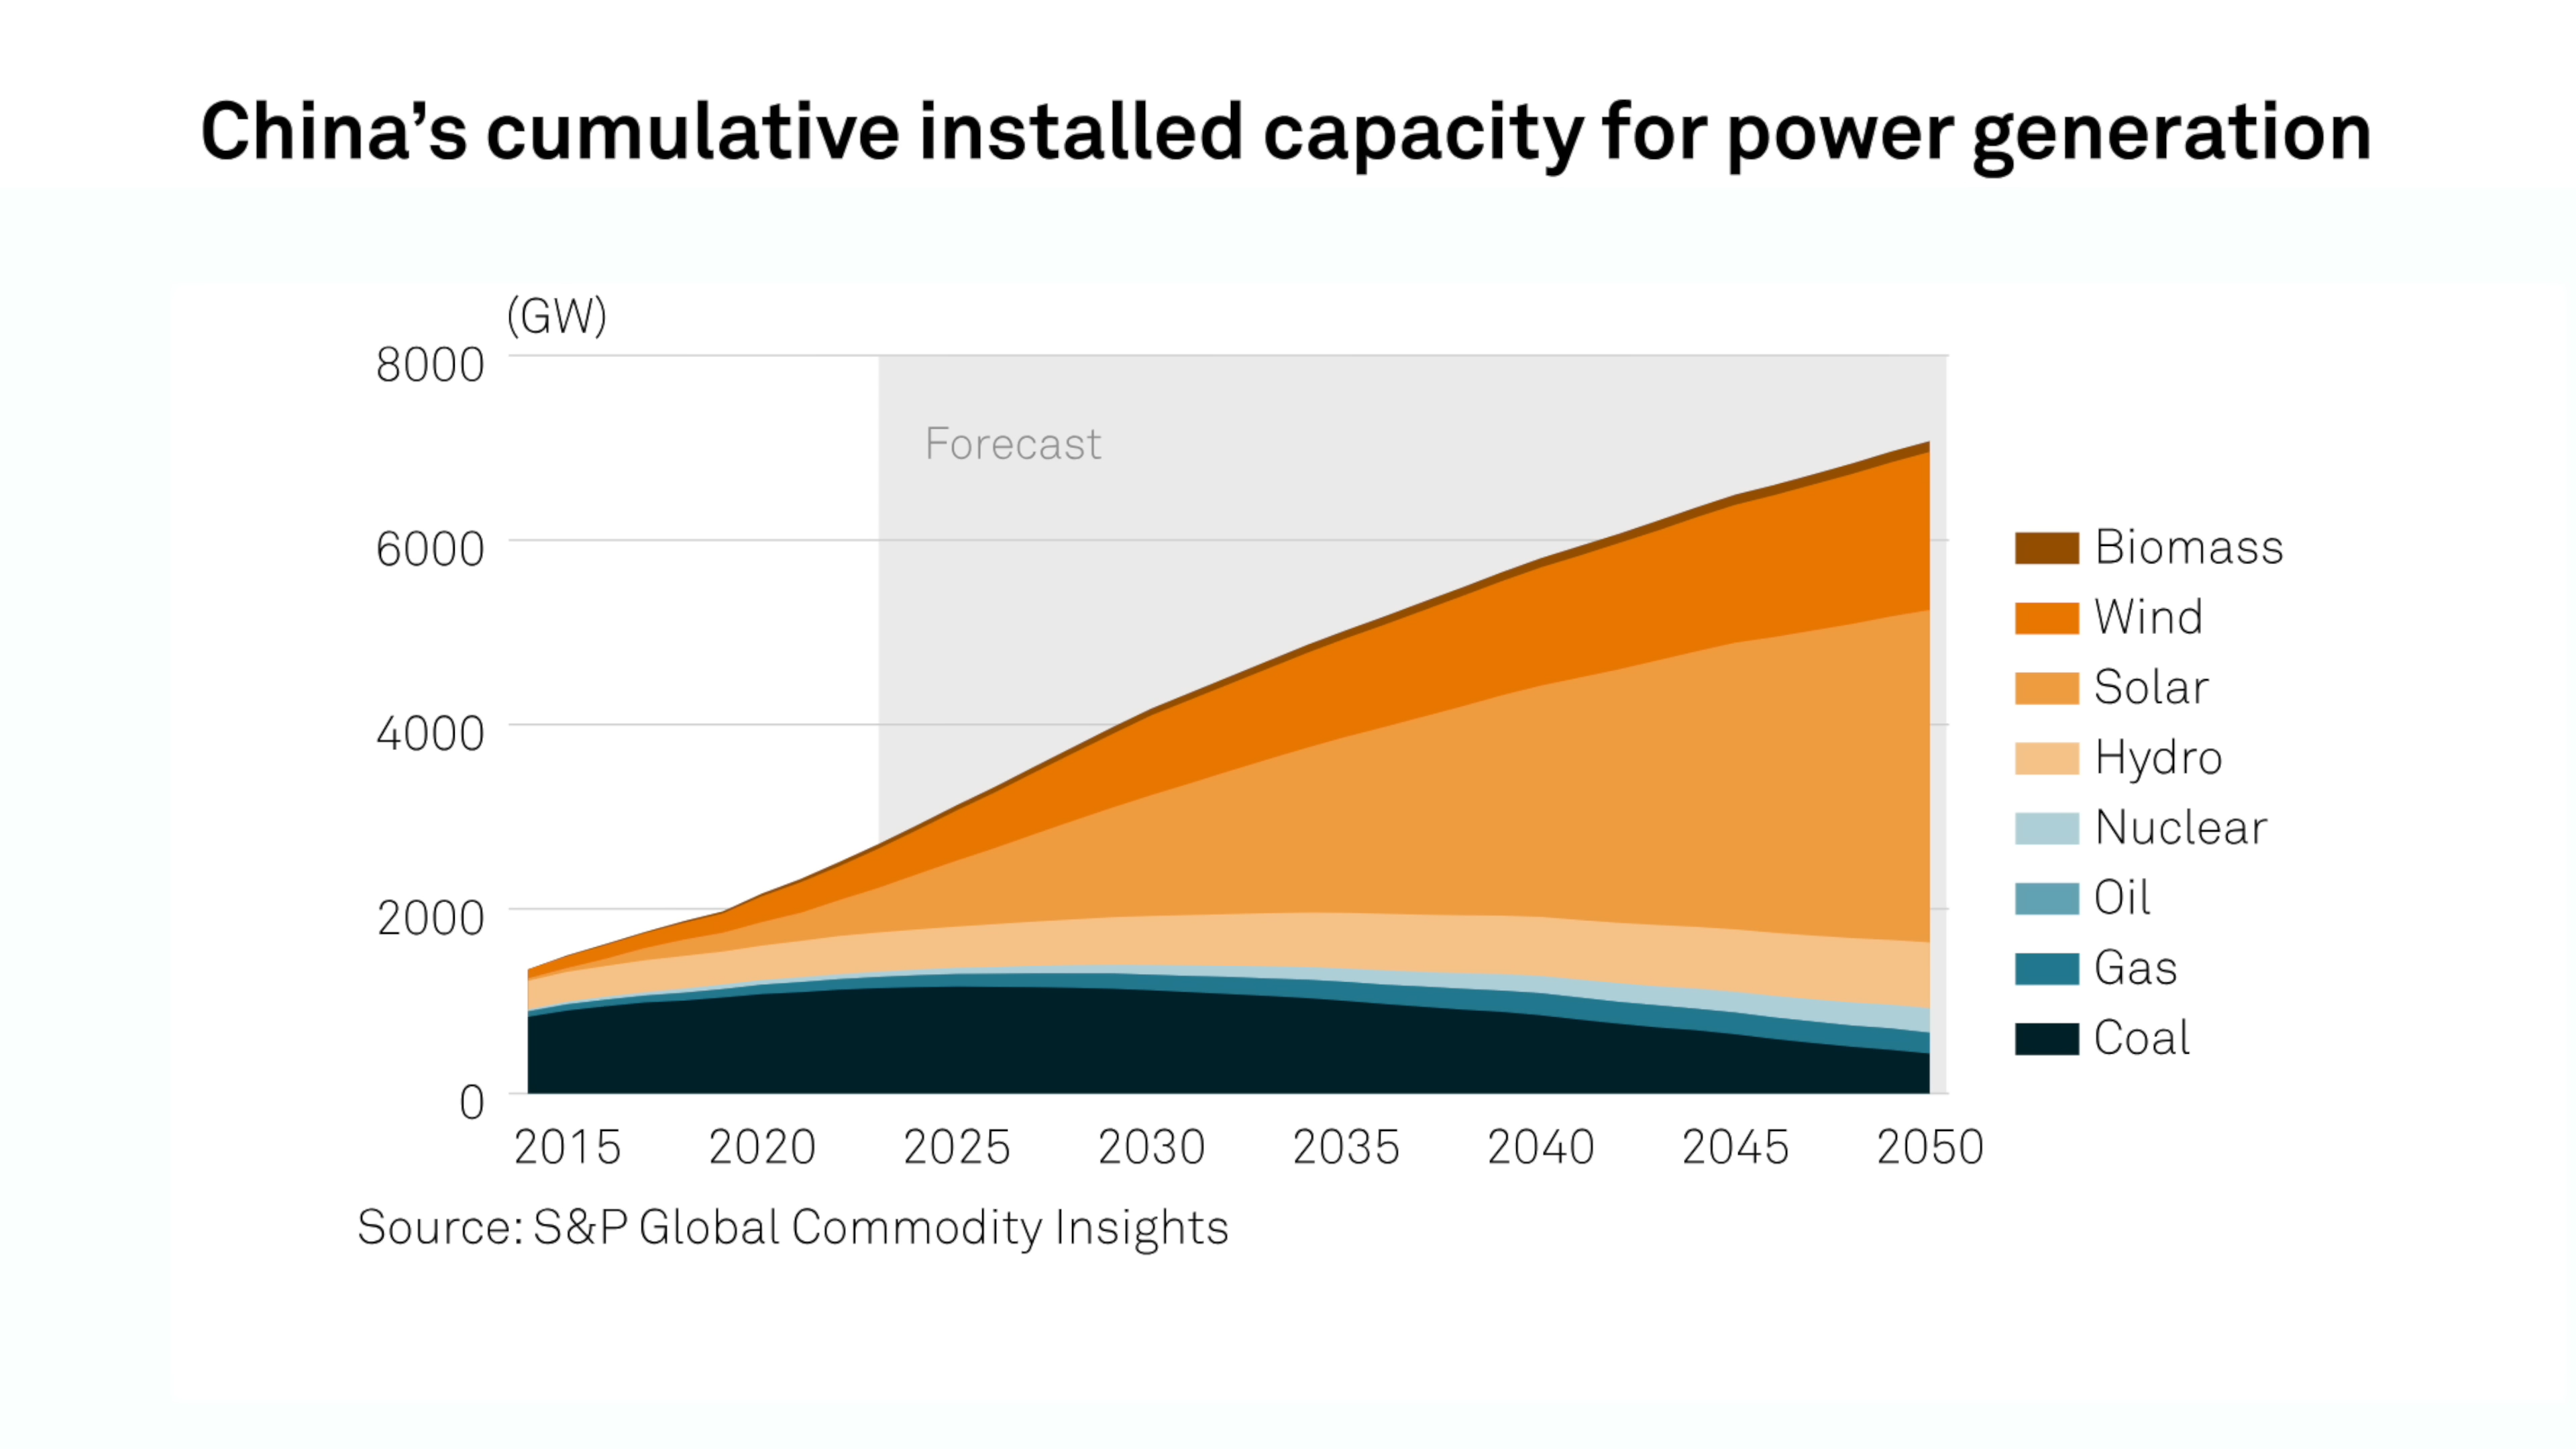 China’s cumulative installed capacity for power generation
(GW)
8000
6000
4000
2000
0
Forecast
2015 2020 2025 2030 2035 2040 2045 2050
Biomass
Wind
Solar
Hydro
Nuclear
Oil
Gas
Coal
Source: S&P Global Commodity Insights